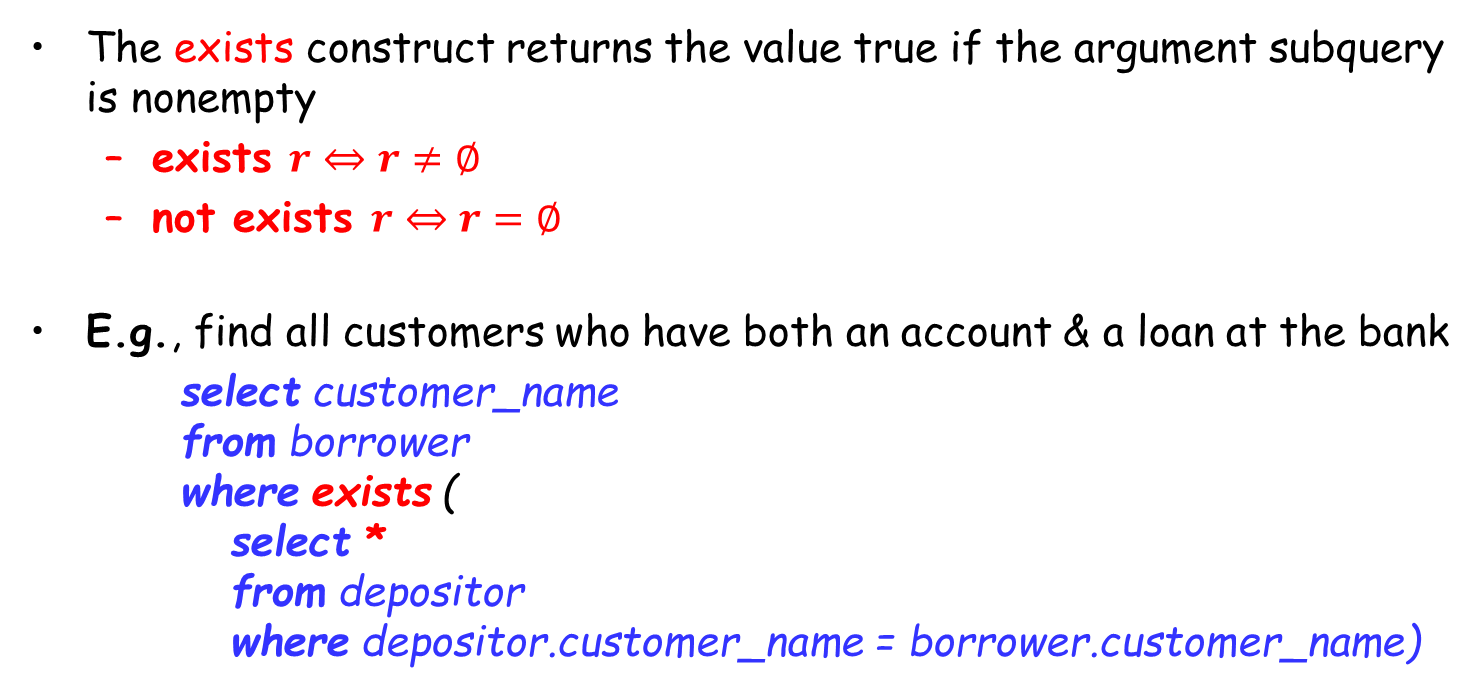 • The exists construct returns the value true if the argument subquery
is nonempty
– exists r ⇔ r ≠ ∅
– not exists r ⇔ r = ∅
• E.g., find all customers who have both an account & a loan at the bank
select customer_name
from borrower
where exists (
select *
from depositor
where depositor.customer_name = borrower.customer_name)